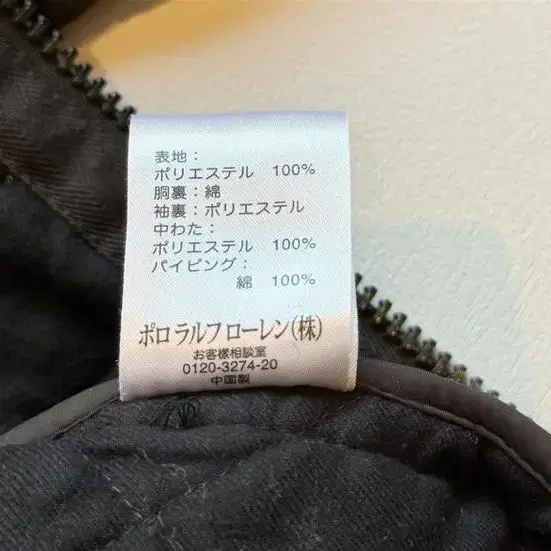 表地：
ポリエステル 100%
胴裏：綿
袖裏：ポリエステル
中わた：
ポリエステル 100%
パイピング：
綿 100%
ポロ ラルフ ローレン(株)
お客様相談室
0120-3274-20
中国製